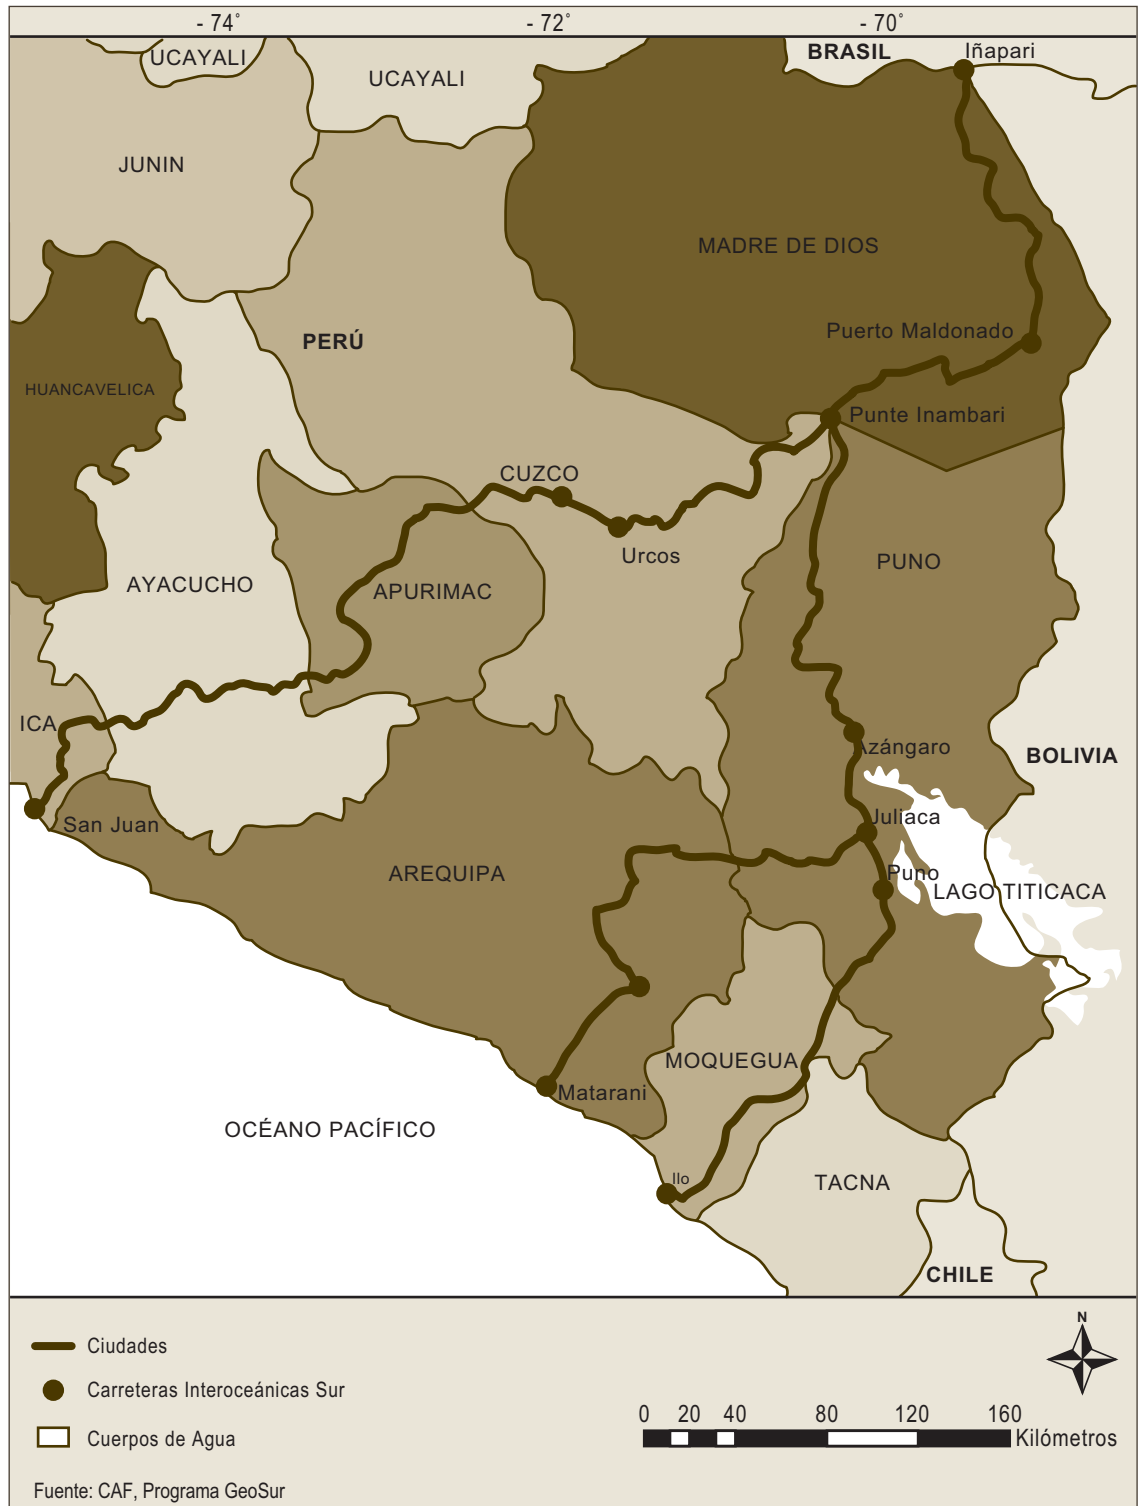 - 74˚ - 72˚ - 70˚
UCAYALI
BRASIL
Iñapari
UCAYALI
JUNIN
MADRE DE DIOS
PERÚ
Puerto Maldonado
HUANCAVELICA
Punte Inambari
CUZCO
Urcos
PUNO
AYACUCHO
APURIMAC
ICA
Azángaro
BOLIVIA
San Juan
Juliaca
AREQUIPA
Puno
LAGO TITICACA
MOQUEGUA
Matarani
OCÉANO PACÍFICO
Ilo
TACNA
CHILE
N
Ciudades
Carreteras Interoceánicas Sur
Cuerpos de Agua
0 20 40 80 120 160
Kilómetros
Fuente: CAF, Programa GeoSur